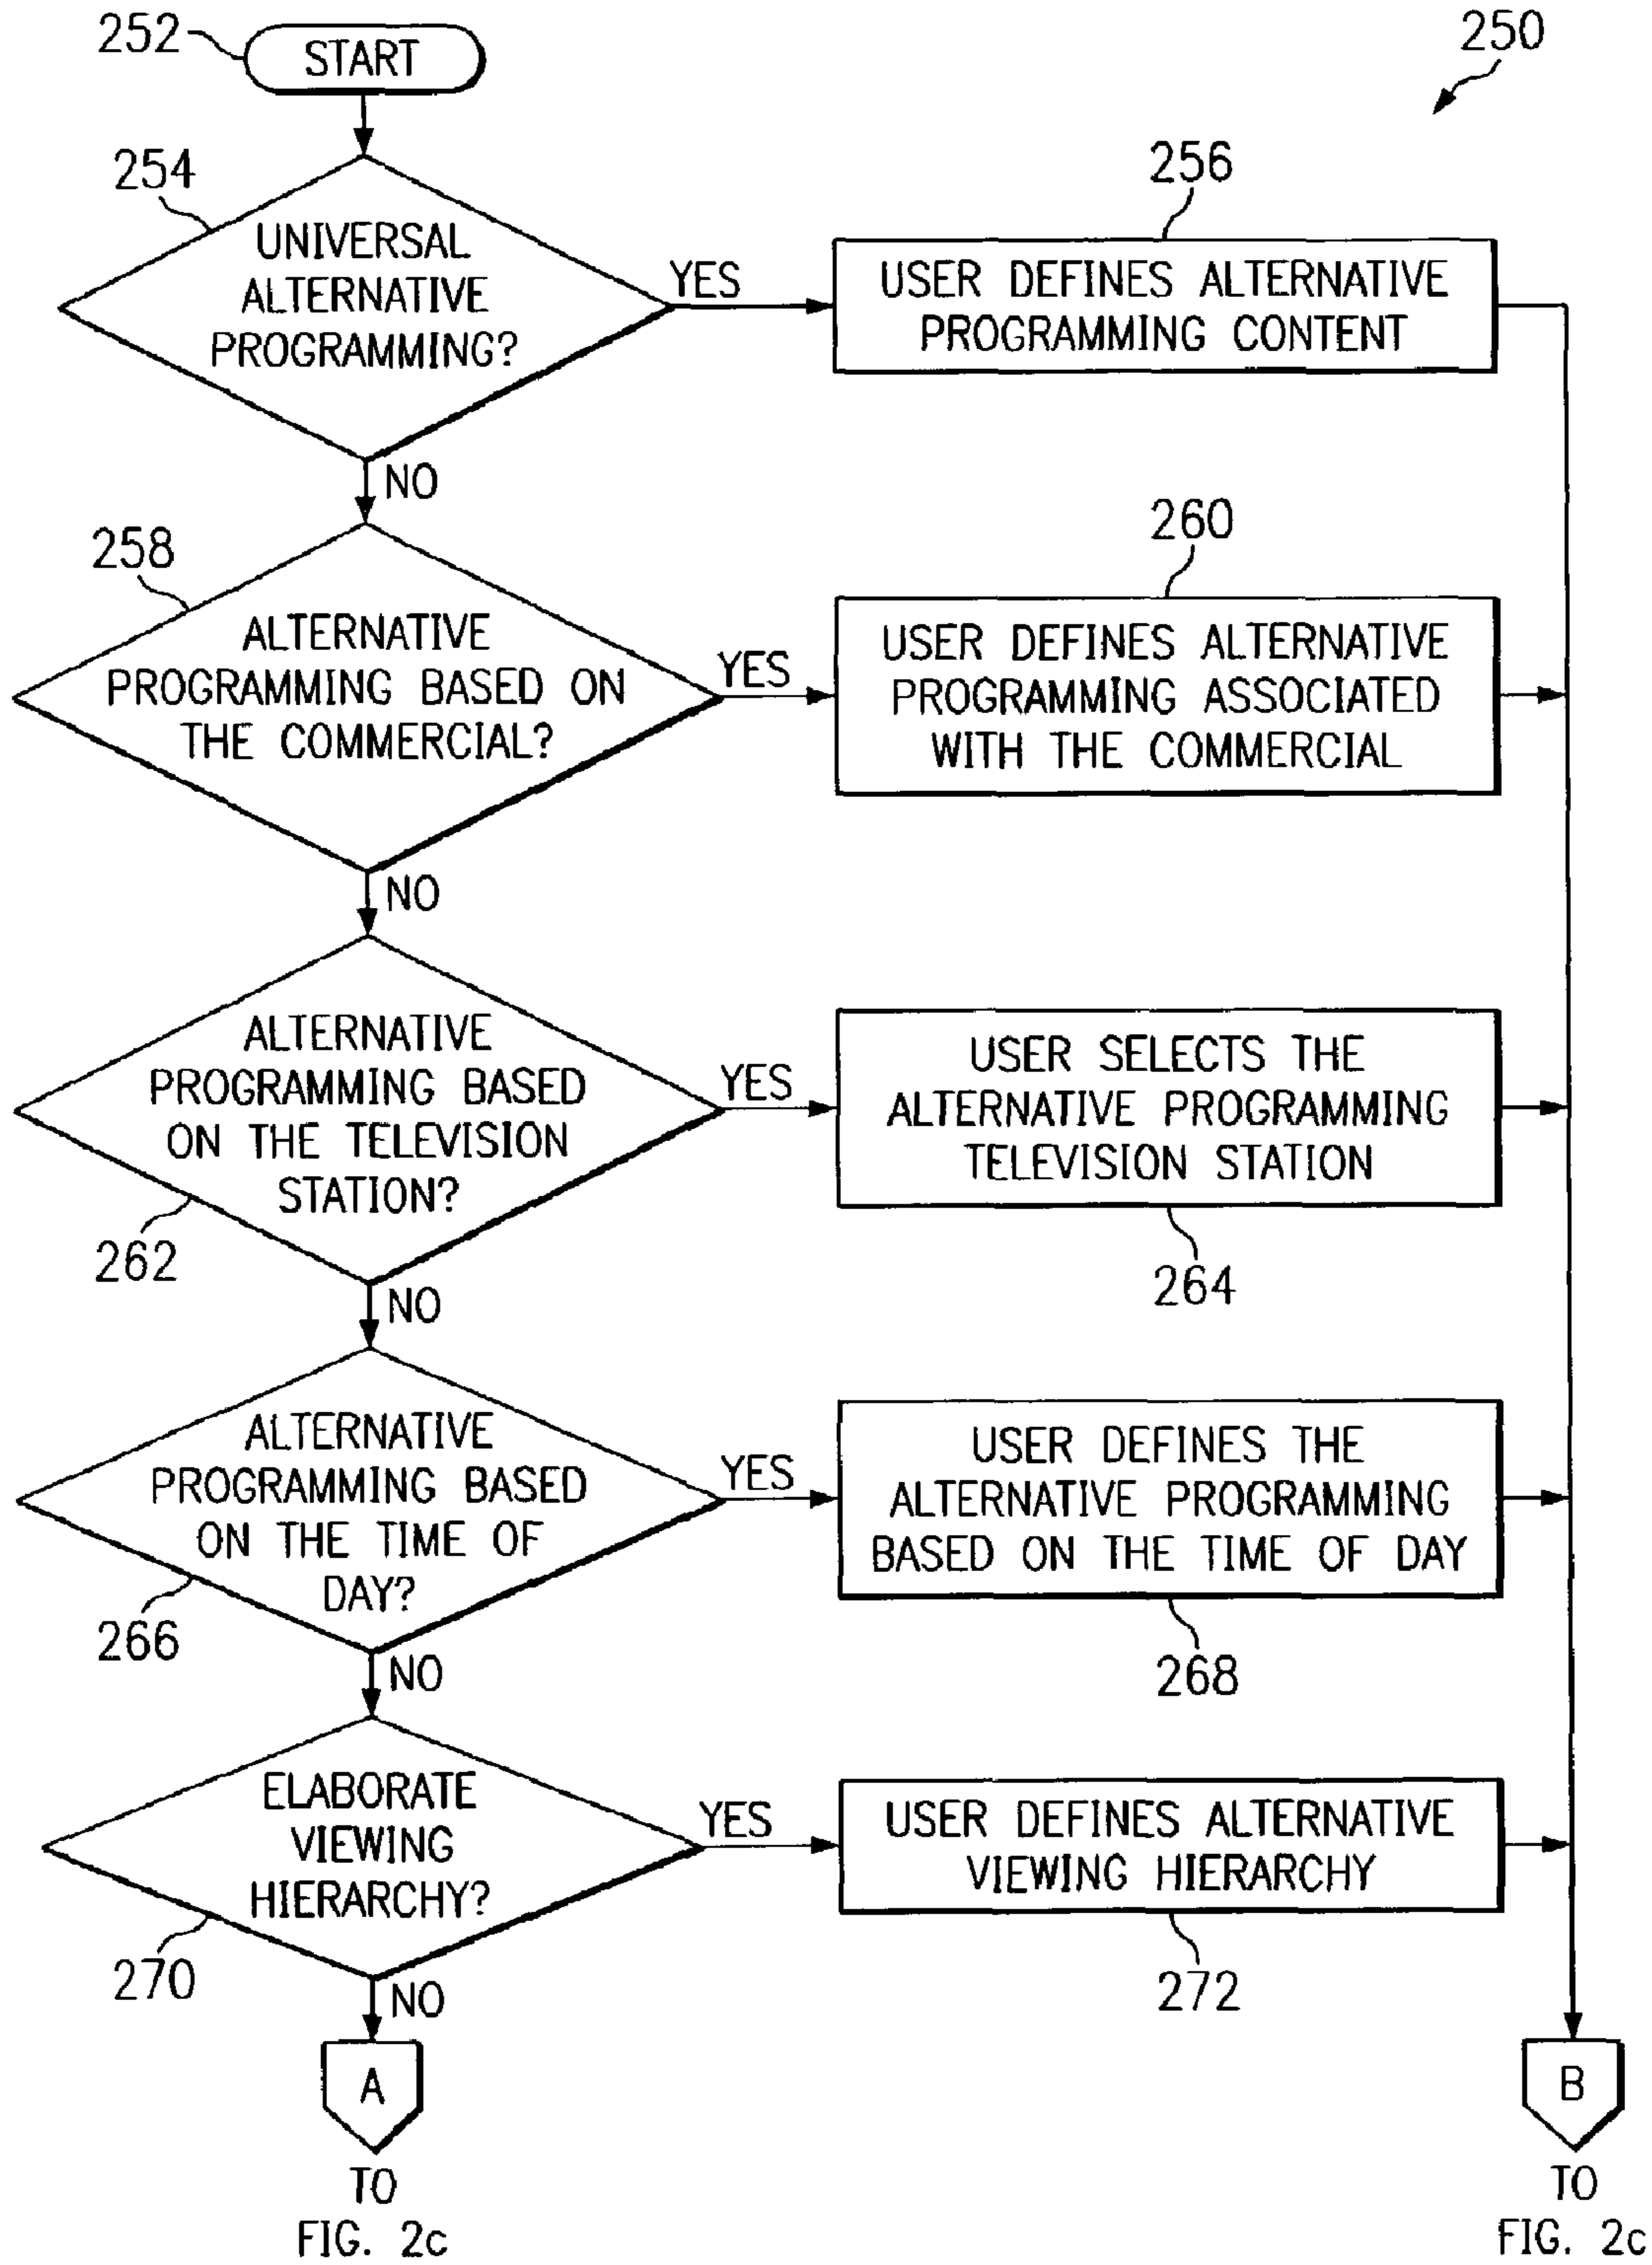 252
START
250
254
UNIVERSAL
ALTERNATIVE
PROGRAMMING?
YES
256
USER DEFINES ALTERNATIVE
PROGRAMMING CONTENT
NO
258
ALTERNATIVE
PROGRAMMING BASED ON
THE COMMERCIAL?
YES
260
USER DEFINES ALTERNATIVE
PROGRAMMING ASSOCIATED
WITH THE COMMERCIAL
NO
ALTERNATIVE
PROGRAMMING BASED
ON THE TELEVISION
STATION?
262
YES
USER SELECTS THE
ALTERNATIVE PROGRAMMING
TELEVISION STATION
264
NO
ALTERNATIVE
PROGRAMMING BASED
ON THE TIME OF
DAY?
266
YES
USER DEFINES THE
ALTERNATIVE PROGRAMMING
BASED ON THE TIME OF DAY
268
NO
ELABORATE
VIEWING
HIERARCHY?
270
YES
USER DEFINES ALTERNATIVE
VIEWING HIERARCHY
272
NO
A
TO
FIG. 2c
B
TO
FIG. 2c